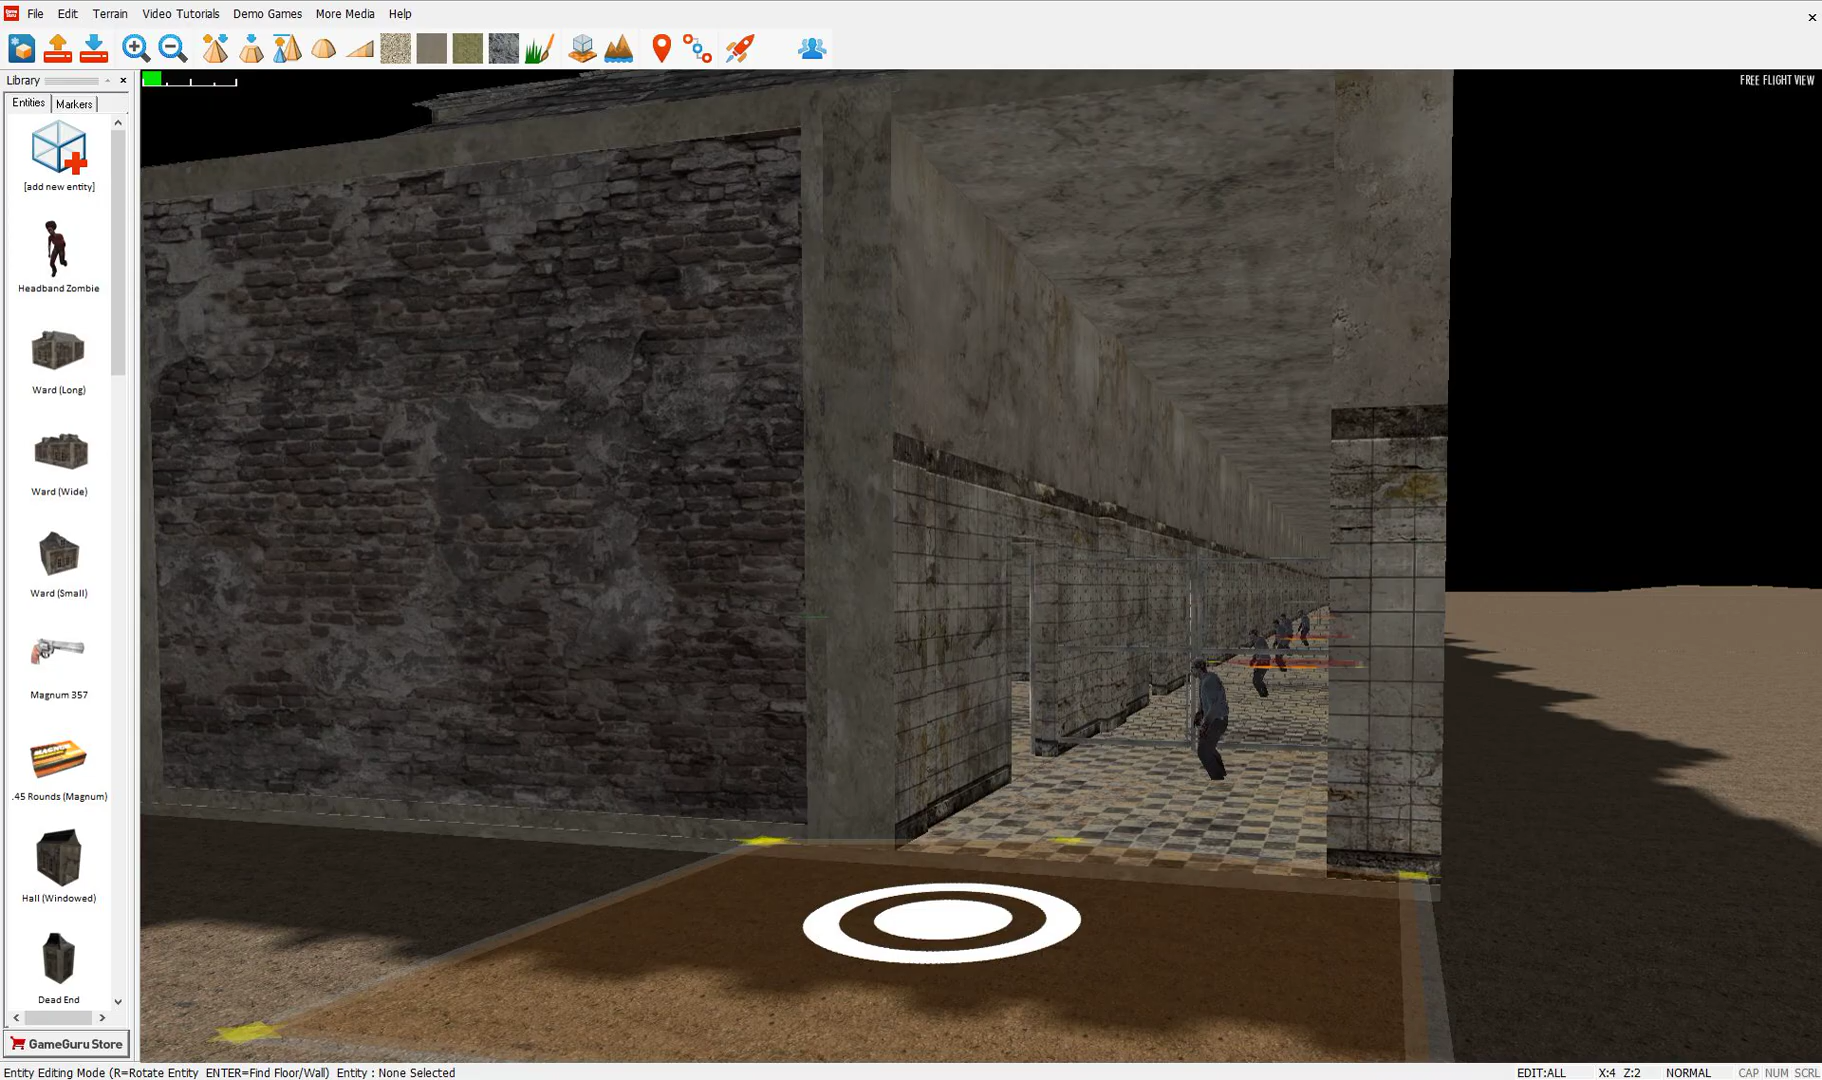 File Edit Terrain Video Tutorials Demo Games More Media Help
Library
FREE FLIGHT VIEW
Entities Markers
[add new entity]
Headband Zombie
Ward (Long)
Ward (Wide)
Ward (Small)
Magnum 357
.45 Rounds (Magnum)
Hall (Windowed)
Dead End
GameGuru Store
Entity Editing Mode (R=Rotate Entity ENTER=Find Floor/Wall) Entity : None Selected EDIT:ALL X:4 Z:2 NORMAL CAP NUM SCRL